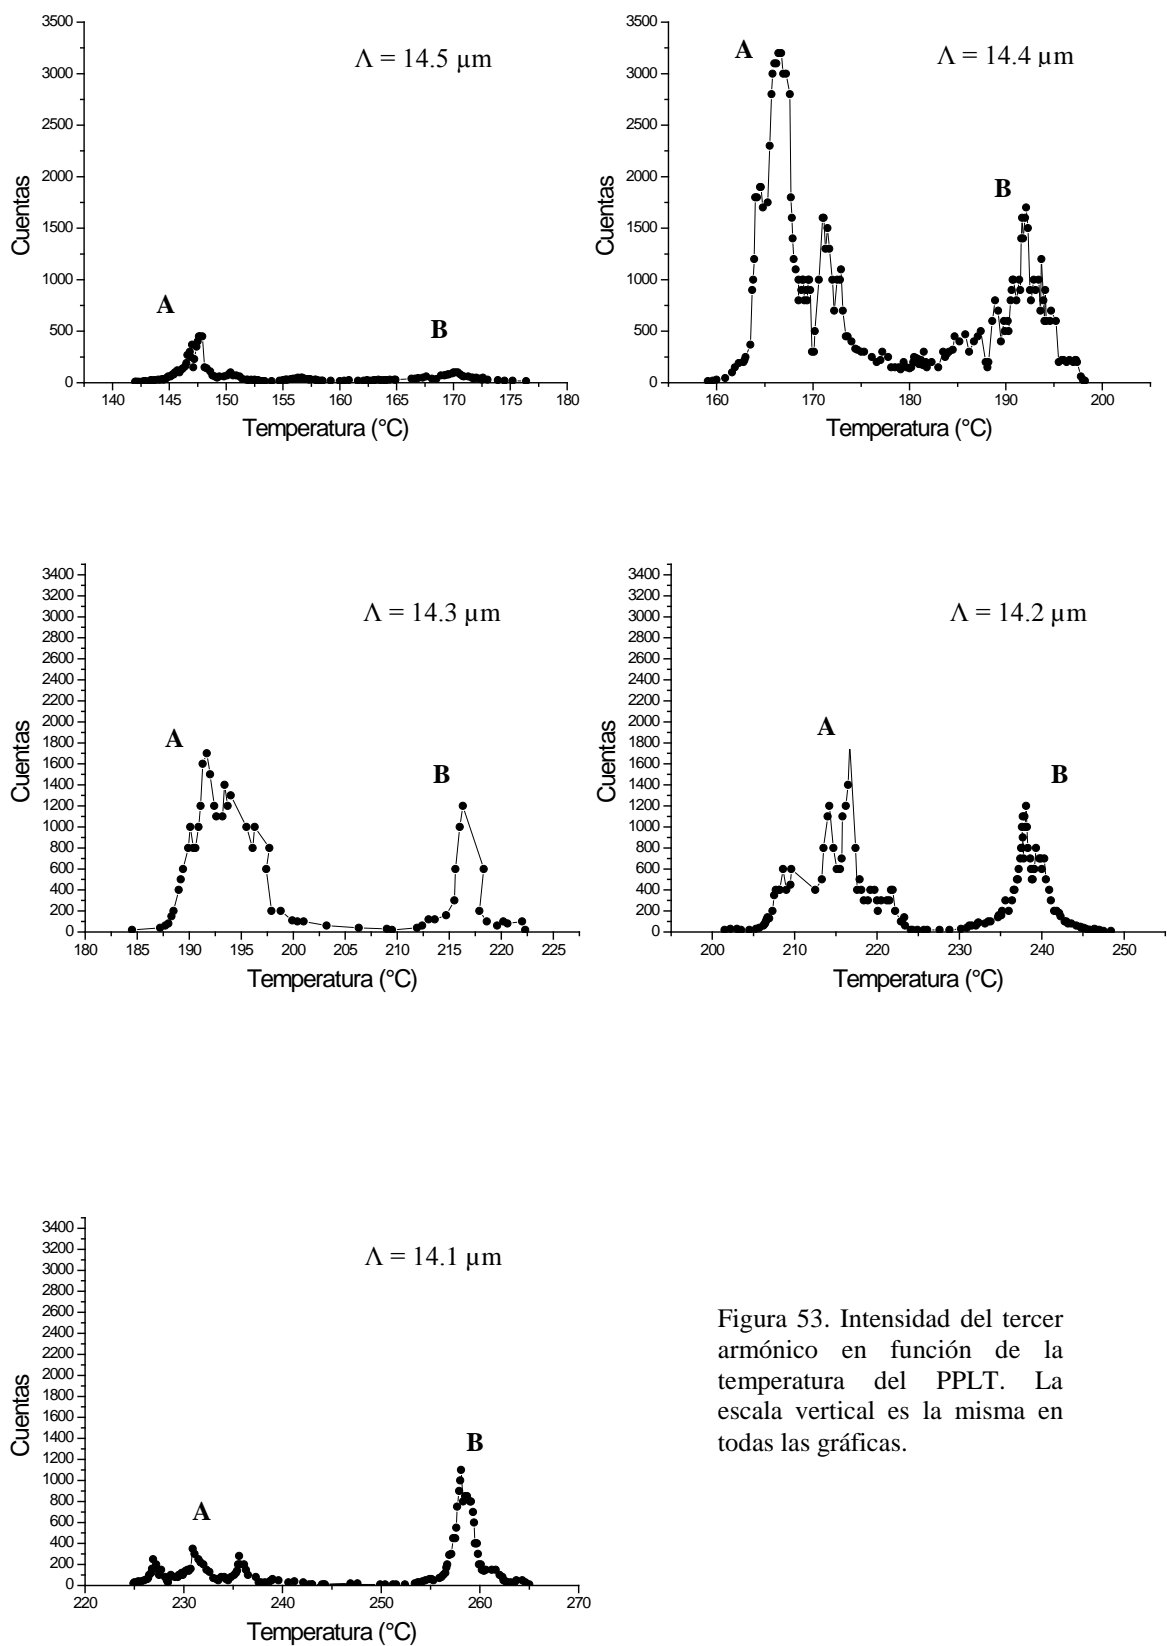 Λ = 14.5 µm
A
B
3500
3000
2500
2000
1500
1000
500
0
Cuentas
140 145 150 155 160 165 170 175 180
Temperatura (°C)
Λ = 14.4 µm
A
B
3500
3000
2500
2000
1500
1000
500
0
Cuentas
160 170 180 190 200
Temperatura (°C)
Λ = 14.3 µm
A
B
3400
3200
3000
2800
2600
2400
2200
2000
1800
1600
1400
1200
1000
800
600
400
200
0
Cuentas
180 185 190 195 200 205 210 215 220 225
Temperatura (°C)
Λ = 14.2 µm
A
B
3400
3200
3000
2800
2600
2400
2200
2000
1800
1600
1400
1200
1000
800
600
400
200
0
Cuentas
200 210 220 230 240 250
Temperatura (°C)
Λ = 14.1 µm
A
B
3400
3200
3000
2800
2600
2400
2200
2000
1800
1600
1400
1200
1000
800
600
400
200
0
Cuentas
220 230 240 250 260 270
Temperatura (°C)
Figura 53. Intensidad del tercer
armónico en función de la
temperatura del PPLT. La
escala vertical es la misma en
todas las gráficas.